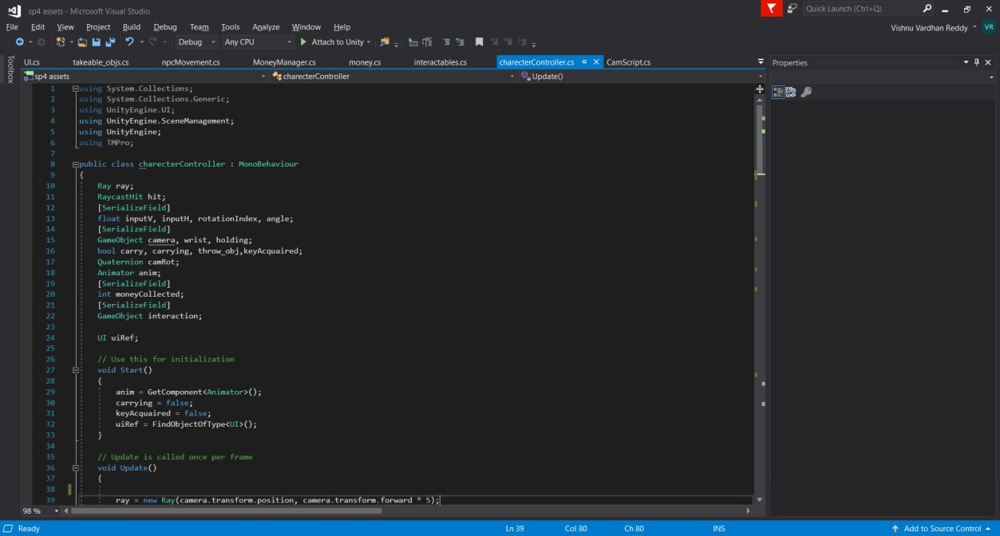 sp4 assets - Microsoft Visual Studio
Quick Launch (Ctrl+Q)
File Edit View Project Build Debug Team Tools Analyze Window Help
Vishnu Vardhan Reddy VR
Debug Any CPU Attach to Unity
Toolbox
UI.cs takeable_objs.cs npcMovement.cs MoneyManager.cs money.cs interactables.cs charecterController.cs CamScript.cs
Properties
sp4 assets charecterController Update()
1 using System.Collections;
2 using System.Collections.Generic;
3 using UnityEngine.UI;
4 using UnityEngine.SceneManagement;
5 using UnityEngine;
6 using TMPro;
7
8 public class charecterController : MonoBehaviour
9 {
10 Ray ray;
11 RaycastHit hit;
12 [SerializeField]
13 float inputV, inputH, rotationIndex, angle;
14 [SerializeField]
15 GameObject camera, wrist, holding;
16 bool carry, carrying, throw_obj,keyAcquaired;
17 Quaternion camRot;
18 Animator anim;
19 [SerializeField]
20 int moneyCollected;
21 [SerializeField]
22 GameObject interaction;
23
24 UI uiRef;
25
26 // Use this for initialization
27 void Start()
28 {
29 anim = GetComponent<Animator>();
30 carrying = false;
31 keyAcquaired = false;
32 uiRef = FindObjectOfType<UI>();
33 }
34
35 // Update is called once per frame
36 void Update()
37 {
38
39 ray = new Ray(camera.transform.position, camera.transform.forward * 5);
98 %
Ready Ln 39 Col 80 Ch 80 INS Add to Source Control